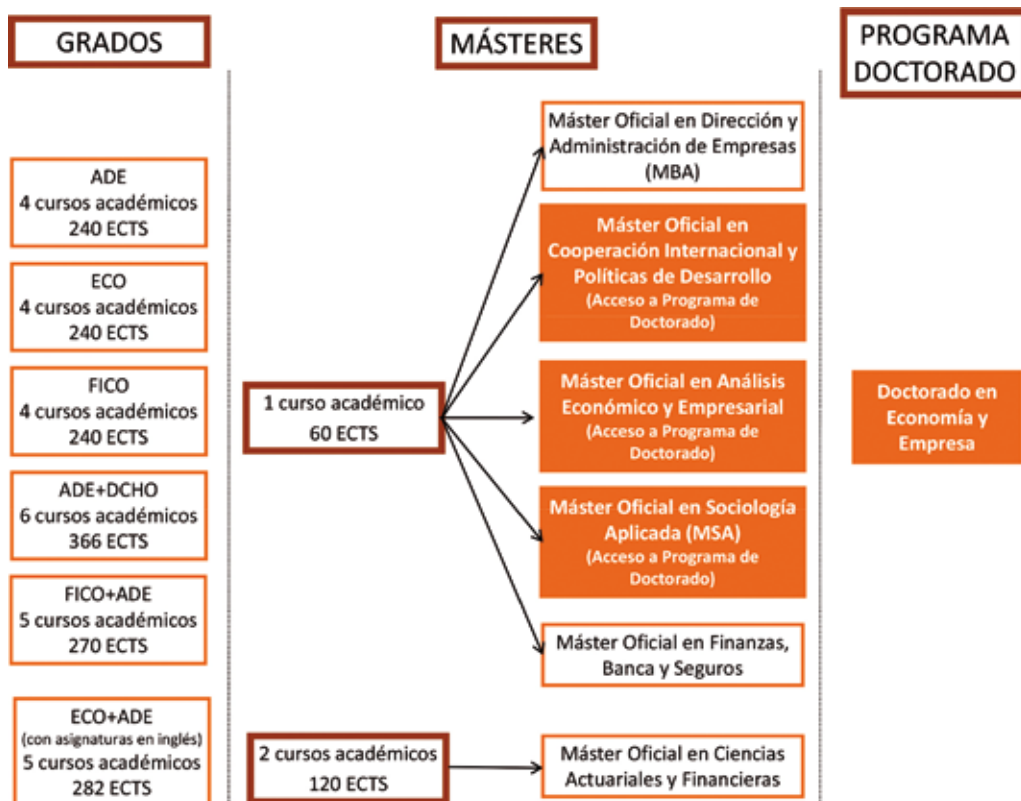 GRADOS
ADE
4 cursos académicos
240 ECTS
ECO
4 cursos académicos
240 ECTS
FICO
4 cursos académicos
240 ECTS
ADE+DCHO
6 cursos académicos
366 ECTS
FICO+ADE
5 cursos académicos
270 ECTS
ECO+ADE
(con asignaturas en inglés)
5 cursos académicos
282 ECTS
MÁSTERES
1 curso académico
60 ECTS
Máster Oficial en Dirección y
Administración de Empresas
(MBA)
Máster Oficial en
Cooperación Internacional y
Políticas de Desarrollo
(Acceso a Programa de
Doctorado)
Máster Oficial en Análisis
Económico y Empresarial
(Acceso a Programa de
Doctorado)
Máster Oficial en Sociología
Aplicada (MSA)
(Acceso a Programa de
Doctorado)
Máster Oficial en Finanzas,
Banca y Seguros
2 cursos académicos
120 ECTS
Máster Oficial en Ciencias
Actuariales y Financieras
PROGRAMA
DOCTORADO
Doctorado en
Economía y
Empresa